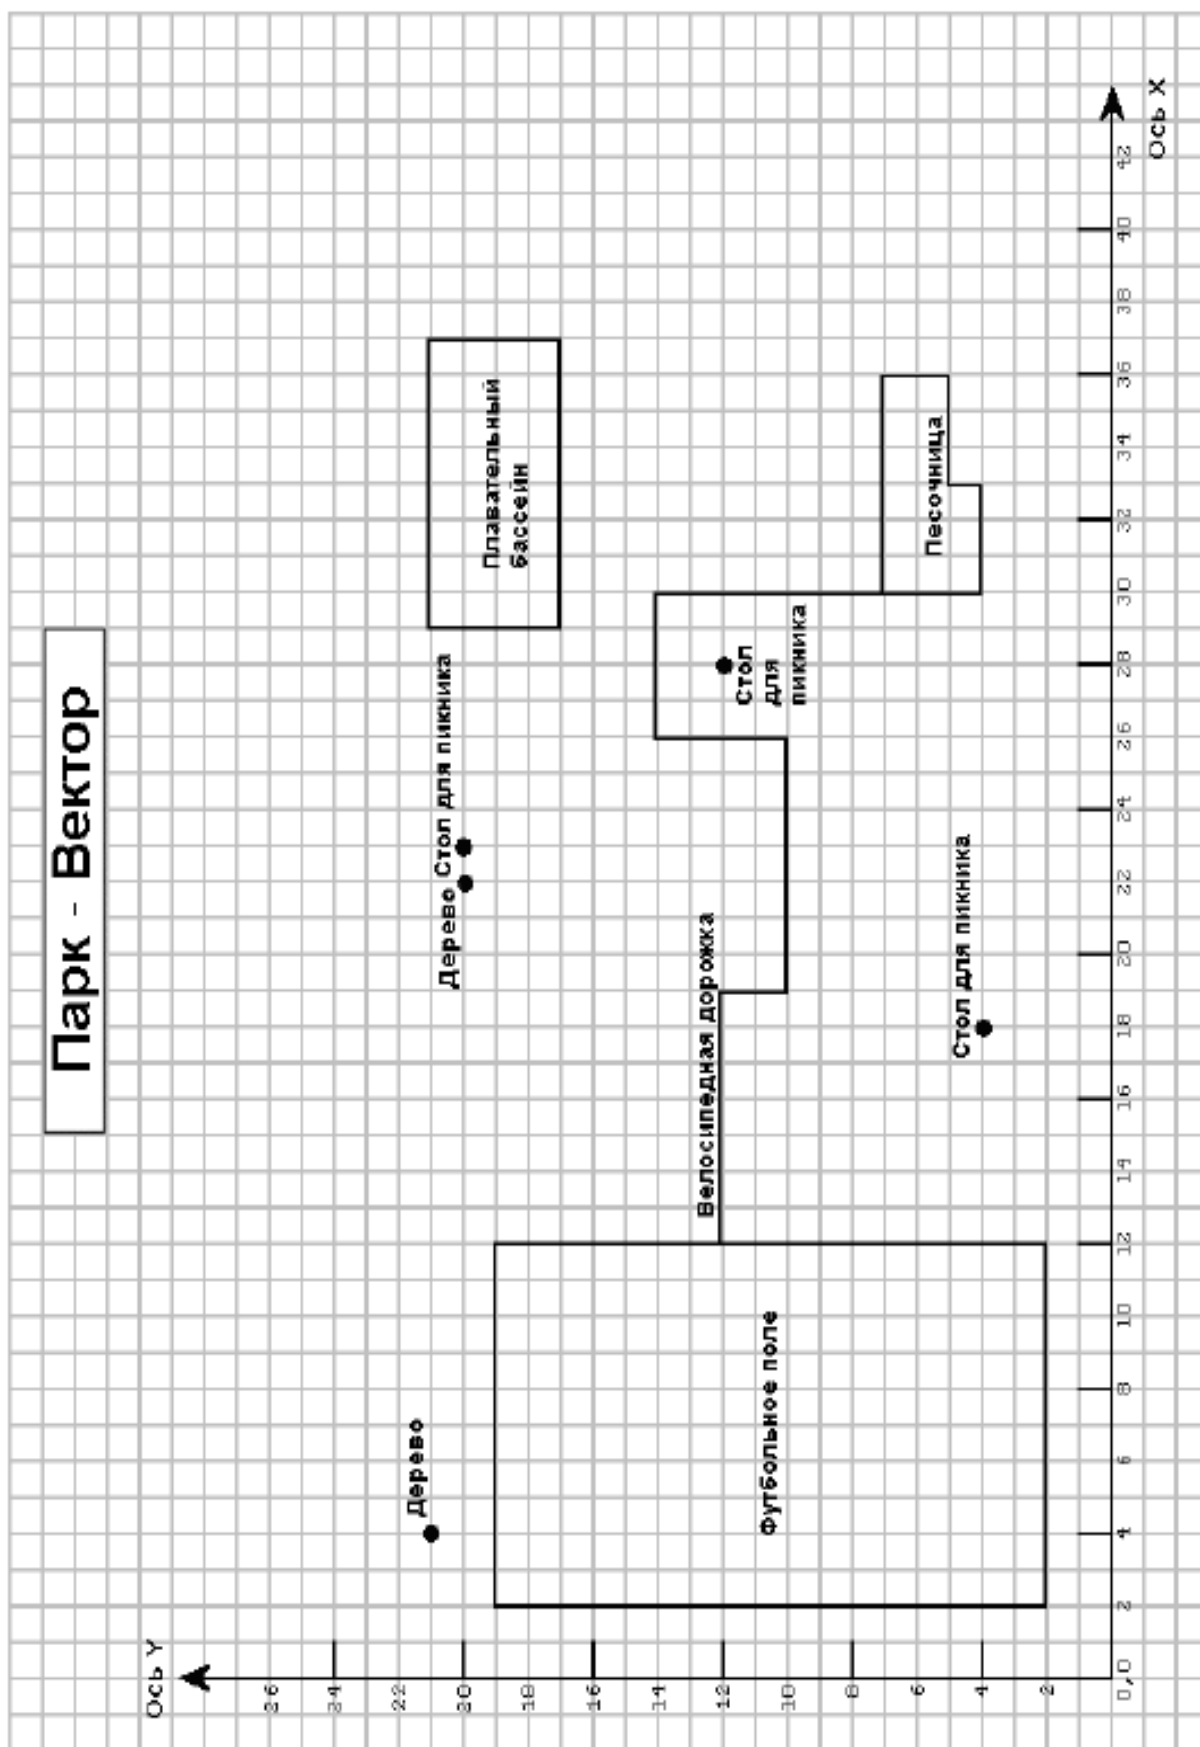 Парк - Вектор
Ось Y
26
24
22
Дерево
Дерево
Стол для пикника
20
Плавательный
бассейн
18
16
14
Велосипедная дорожка
12
Стол
для
пикника
10
Футбольное поле
8
6
Песочница
Стол для пикника
4
2
0,0 2 4 6 8 10 12 14 16 18 20 22 24 26 28 30 32 34 36 38 40 42
Ось X